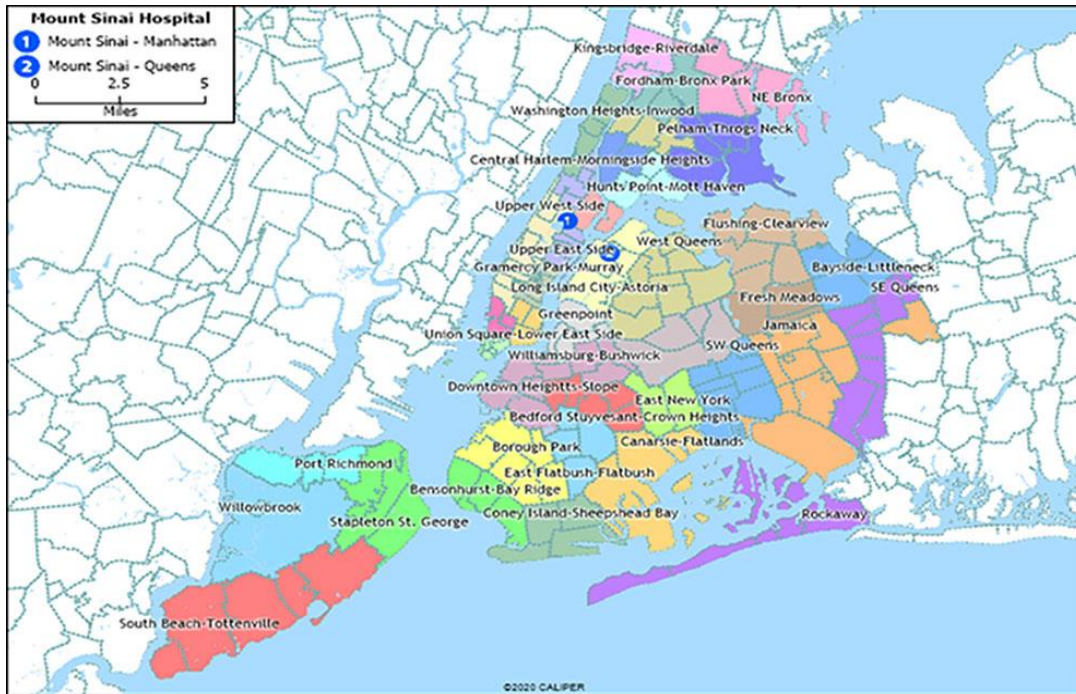 Mount Sinai Hospital
1 Mount Sinai - Manhattan
2 Mount Sinai - Queens
0 2.5 5
Miles
Kingsbridge-Riverdale
Fordham-Bronx Park
NE Bronx
Washington Heights-Inwood
Pelham-Throgs Neck
Central Harlem-Morningside Heights
Hunts Point-Mott Haven
Upper West Side
1
Flushing-Clearview
West Queens
Upper East Side
2
Gramercy Park-Murray
Bayside-Littleneck
Long Island City-Astoria
SE Queens
Fresh Meadows
Greenpoint
Jamaica
Union Square-Lower East Side
SW-Queens
Williamsburg-Bushwick
Downtown Heightts-Slope
East New York
Bedford Stuyvesant-Crown Heights
Borough Park
Canarsie-Flatlands
Port Richmond
East Flatbush-Flatbush
Bensonhurst-Bay Ridge
Willowbrook
Coney Island-Sheepshead Bay
Rockaway
Stapleton St. George
South Beach-Tottenville
©2020 CALIPER